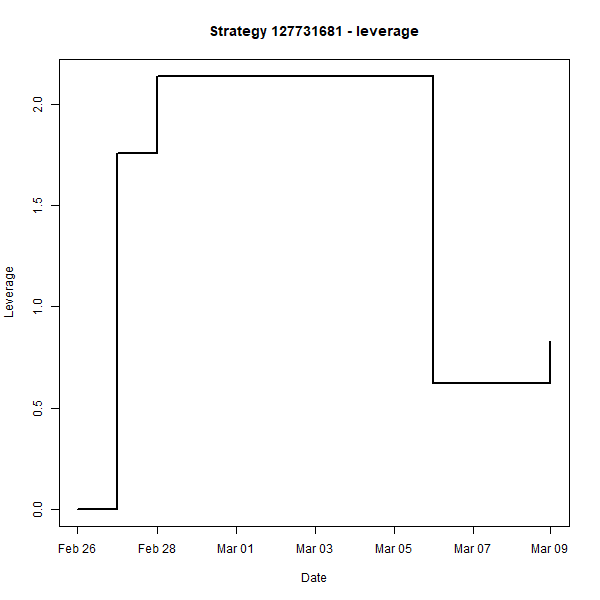 Strategy 127731681 - leverage
Leverage
2.0
1.5
1.0
0.5
0.0
Feb 26 Feb 28 Mar 01 Mar 03 Mar 05 Mar 07 Mar 09
Date